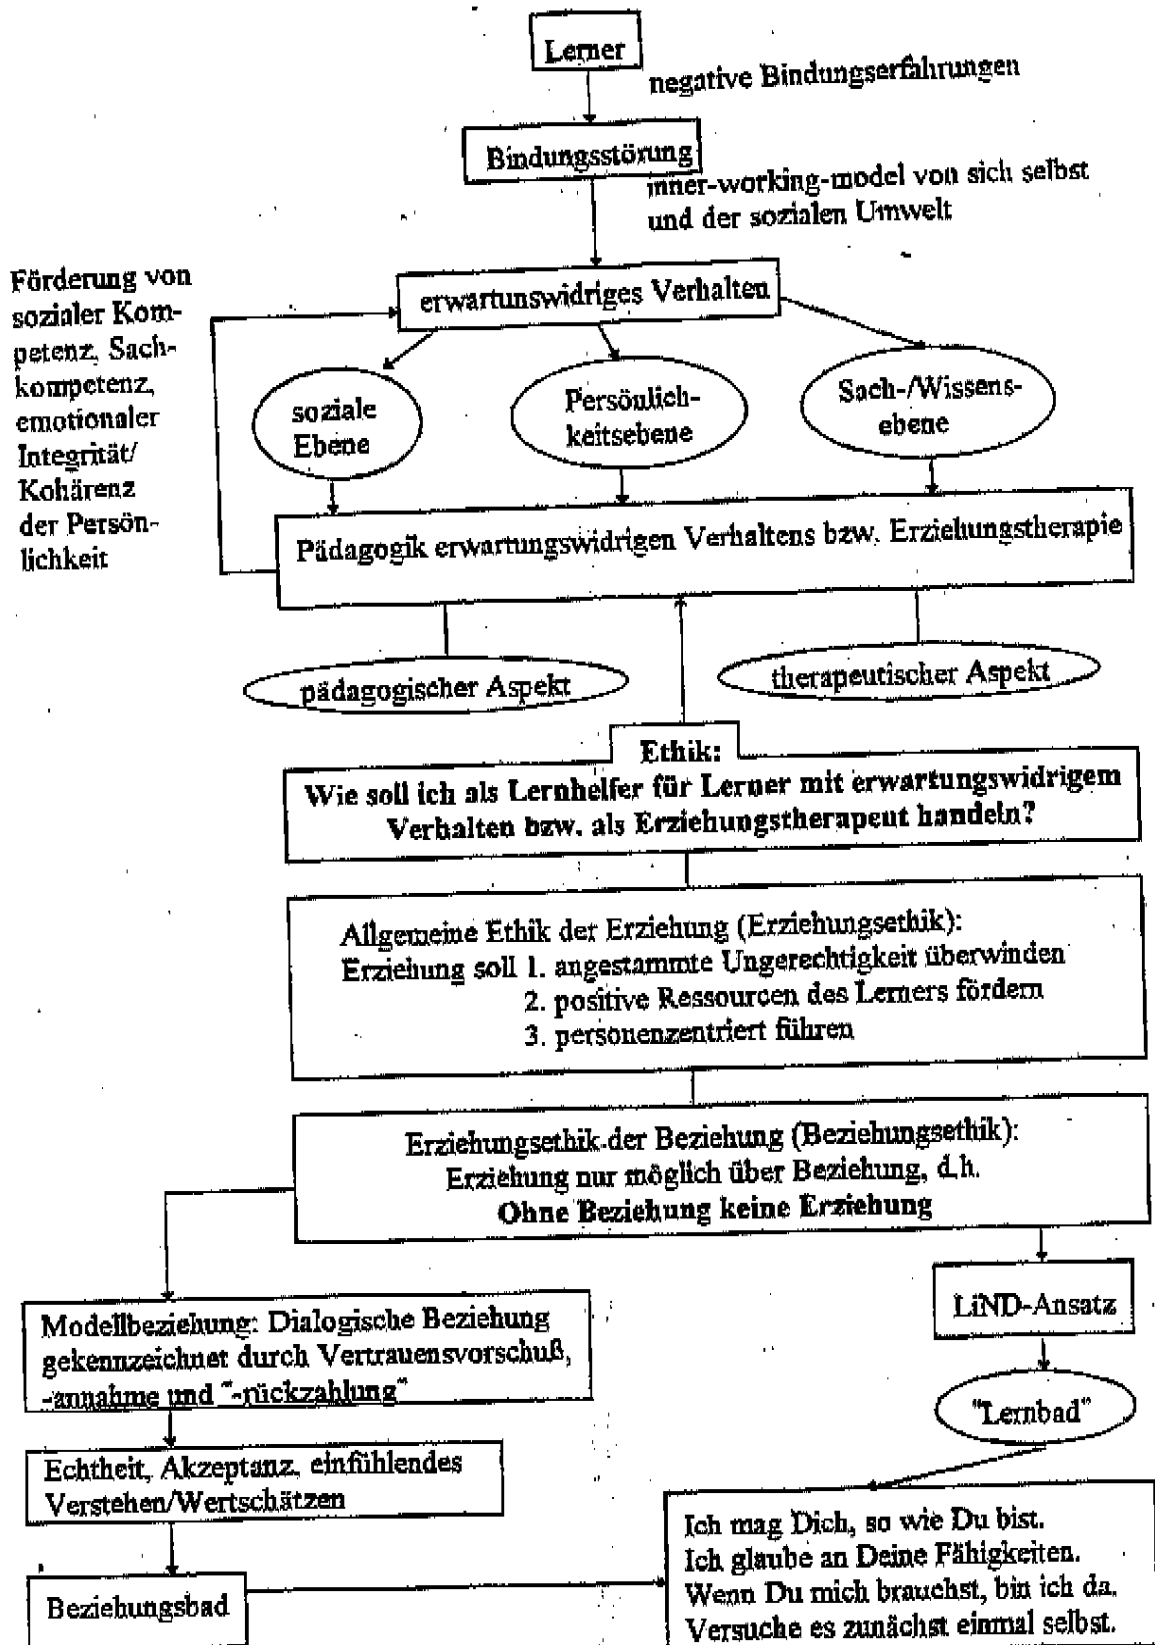 Lerner
negative Bindungserfahrungen
Bindungsstörung
inner-working-model von sich selbst
und der sozialen Umwelt
Förderung von
sozialer Kom-
petenz, Sach-
kompetenz,
emotionaler
Integrität/
Kohärenz
der Persön-
lichkeit
erwartunswidriges Verhalten
soziale
Ebene
Persönlich-
keitsebene
Sach-/Wissens-
ebene
Pädagogik erwartungswidrigen Verhaltens bzw. Erziehungstherapie
pädagogischer Aspekt
therapeutischer Aspekt
Ethik:
Wie soll ich als Lernhelfer für Lerner mit erwartungswidrigem
Verhalten bzw. als Erziehungstherapeut handeln?
Allgemeine Ethik der Erziehung (Erziehungsethik):
Erziehung soll 1. angestammte Ungerechtigkeit überwinden
2. positive Ressourcen des Lerners fördern
3. personenzentriert führen
Erziehungsethik der Beziehung (Beziehungsethik):
Erziehung nur möglich über Beziehung, d.h.
Ohne Beziehung keine Erziehung
Modellbeziehung: Dialogische Beziehung
gekennzeichnet durch Vertrauensvorschuß,
-annahme und "-rückzahlung"
Echtheit, Akzeptanz, einfühlendes
Verstehen/Wertschätzen
Beziehungsbad
LiND-Ansatz
"Lernbad"
Ich mag Dich, so wie Du bist.
Ich glaube an Deine Fähigkeiten.
Wenn Du mich brauchst, bin ich da.
Versuche es zunächst einmal selbst.